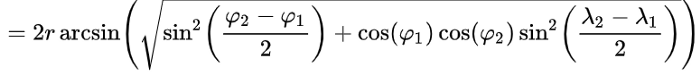 = 2r arcsin(√(sin²((φ₂ − φ₁)/2) + cos(φ₁) cos(φ₂) sin²((λ₂ − λ₁)/2)))